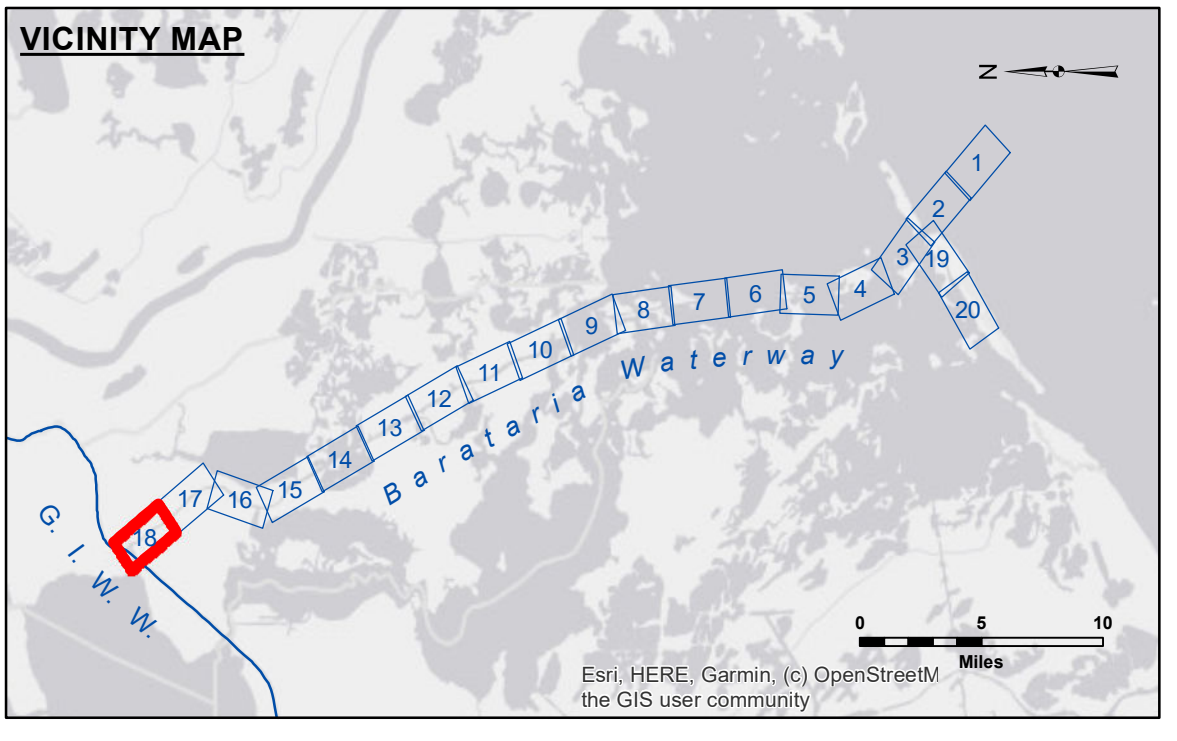 VICINITY MAP
N
1
2
3
19
20
4
5
6
7
8
9
10
11
12
13
14
15
16
17
18
Barataria Waterway
G. I. W. W.
0 5 10
Miles
Esri, HERE, Garmin, (c) OpenStreetM
the GIS user community